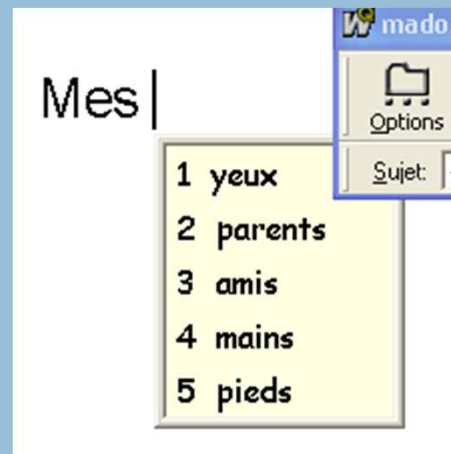 mado
Mes
Options
Sujet:
1 yeux
2 parents
3 amis
4 mains
5 pieds